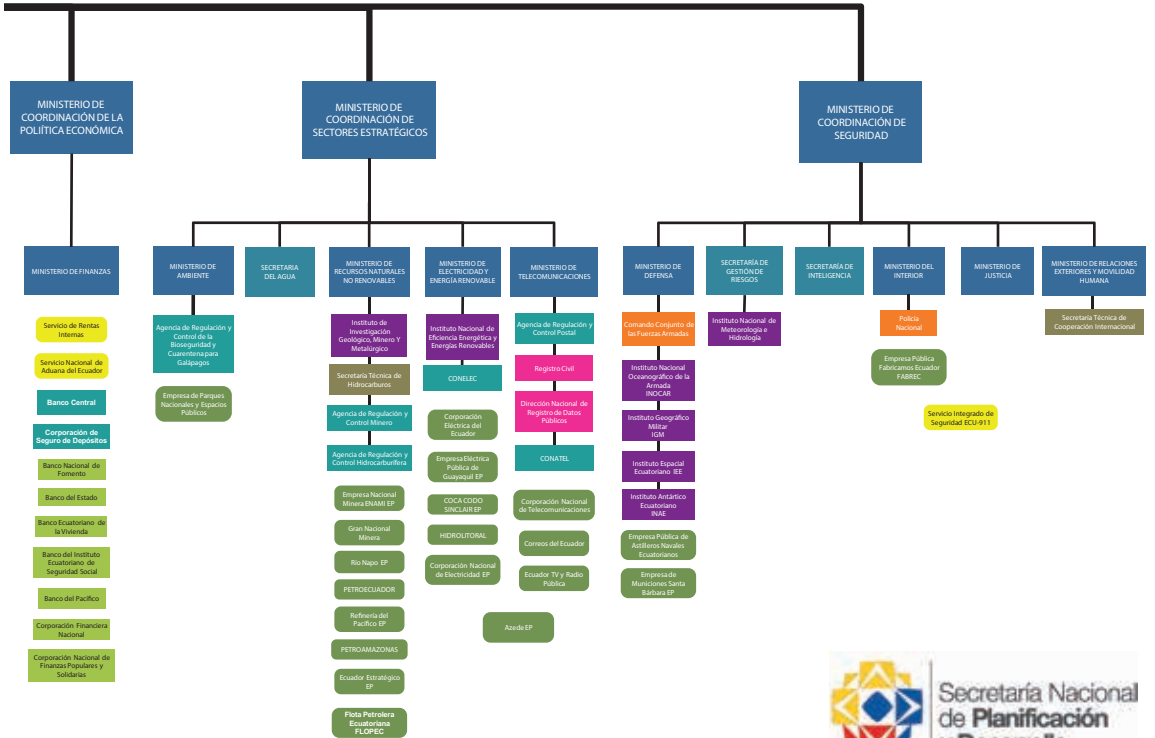 MINISTERIO DE
COORDINACIÓN DE LA
POLIÍTICA ECONÓMICA
MINISTERIO DE
COORDINACIÓN DE
SECTORES ESTRATÉGICOS
MINISTERIO DE
COORDINACIÓN DE
SEGURIDAD
MINISTERIO DE FINANZAS
MINISTERIO DE
AMBIENTE
SECRETARIA
DEL AGUA
MINISTERIO DE
RECURSOS NATURALES
NO RENOVABLES
MINISTERIO DE
ELECTRICIDAD Y
ENERGÍA RENOVABLE
MINISTERIO DE
TELECOMUNICACIONES
MINISTERIO DE
DEFENSA
SECRETARÍA DE
GESTIÓN DE
RIESGOS
SECRETARÍA DE
INTELIGENCIA
MINISTERIO DEL
INTERIOR
MINISTERIO DE
JUSTICIA
MINISTERIO DE RELACIONES
EXTERIORES Y MOVILIDAD
HUMANA
Servicio de Rentas
Internas
Servicio Nacional de
Aduana del Ecuador
Banco Central
Corporación de
Seguro de Depósitos
Banco Nacional de
Fomento
Banco del Estado
Banco Ecuatoriano de
la Vivienda
Banco del Instituto
Ecuatoriano de
Seguridad Social
Banco del Pacífico
Corporación Financiera
Nacional
Corporación Nacional de
Finanzas Populares y
Solidarias
Agencia de Regulación y
Control de la
Bioseguridad y
Cuarentena para
Galápagos
Empresa de Parques
Nacionales y Espacios
Públicos
Instituto de
Investigación
Geológico, Minero Y
Metalúrgico
Secretaría Técnica de
Hidrocarburos
Agencia de Regulación y
Control Minero
Agencia de Regulación y
Control Hidrocarburífera
Empresa Nacional
Minera ENAMI EP
Gran Nacional
Minera
Rio Napo EP
PETROECUADOR
Refinería del
Pacífico EP
PETROAMAZONAS
Ecuador Estratégico
EP
Flota Petrolera
Ecuatoriana
FLOPEC
Instituto Nacional de
Eficiencia Energética y
Energías Renovables
CONELEC
Corporación
Eléctrica del
Ecuador
Empresa Eléctrica
Pública de
Guayaquil EP
COCA CODO
SINCLAIR EP
HIDROLITORAL
Corporación Nacional
de Electricidad EP
Agencia de Regulación y
Control Postal
Registro Civil
Dirección Nacional de
Registro de Datos
Públicos
CONATEL
Corporación Nacional
de Telecomunicaciones
Correos del Ecuador
Ecuador TV y Radio
Pública
Azede EP
Comando Conjunto de
las Fuerzas Armadas
Instituto Nacional
Oceanográfico de la
Armada
INOCAR
Instituto Geográfico
Militar
IGM
Instituto Espacial
Ecuatoriano IEE
Instituto Antártico
Ecuatoriano
INAE
Empresa Pública de
Astilleros Navales
Ecuatorianos
Empresa de
Municiones Santa
Bárbara EP
Instituto Nacional de
Meteorología e
Hidrología
Policía
Nacional
Empresa Pública
Fabricamos Ecuador
FABREC
Servicio Integrado de
Seguridad ECU-911
Secretaría Técnica de
Cooperación Internacional
Secretaría Nacional
de Planificación